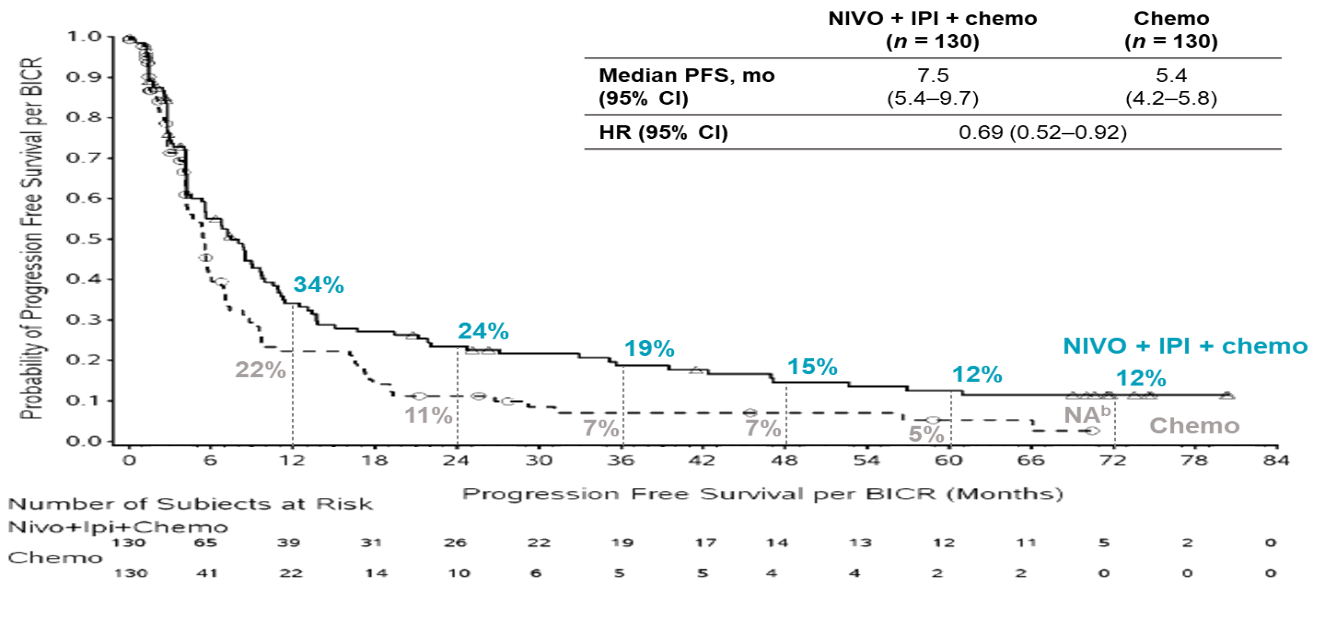 NIVO + IPI + chemo Chemo
(n = 130) (n = 130)
Median PFS, mo 7.5 5.4
(95% CI) (5.4–9.7) (4.2–5.8)
HR (95% CI) 0.69 (0.52–0.92)
Probability of Progression Free Survival per BICR
1.0
0.9
0.8
0.7
0.6
0.5
0.4
0.3
0.2
0.1
0.0
34%
24%
19%
15%
12%
12%
NIVO + IPI + chemo
22%
11%
7%
7%
5%
NAᵇ
Chemo
0 6 12 18 24 30 36 42 48 54 60 66 72 78 84
Progression Free Survival per BICR (Months)
Number of Subjects at Risk
Nivo+Ipi+Chemo
130 65 39 31 26 22 19 17 14 13 12 11 5 2 0
Chemo
130 41 22 14 10 6 5 5 4 4 2 2 0 0 0